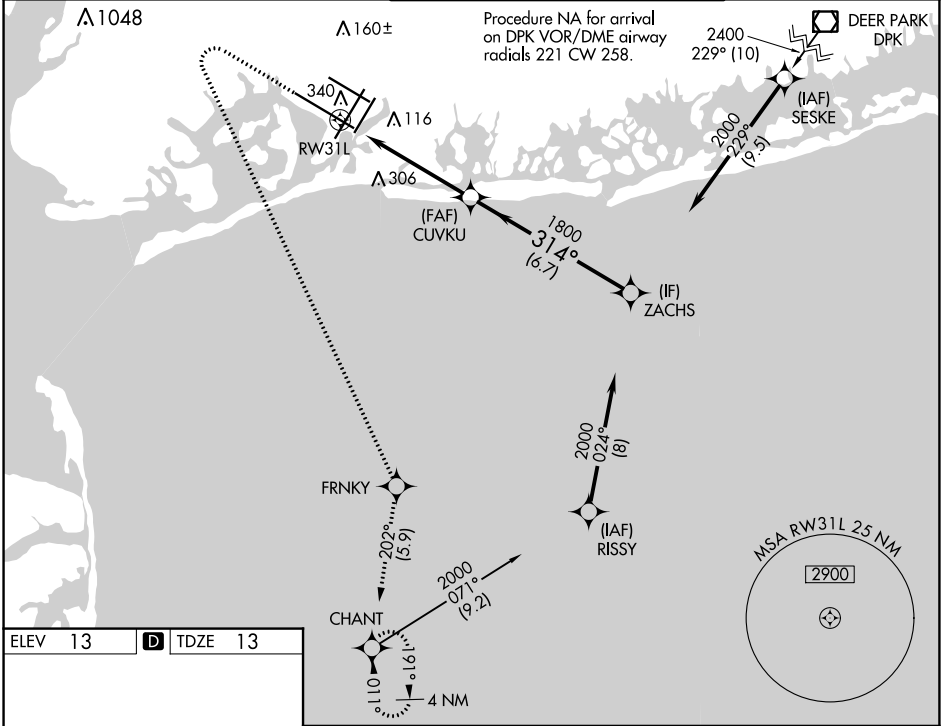 1048
160±
Procedure NA for arrival
on DPK VOR/DME airway
radials 221 CW 258.
2400
229° (10)
DEER PARK
DPK
(IAF)
SESKE
2000
229°
(9.5)
340
116
RW31L
306
(FAF)
CUVKU
1800
314°
(6.7)
(IF)
ZACHS
2000
024°
(8)
(IAF)
RISSY
FRNKY
202°
(5.9)
MSA RW31L 25 NM
2900
2000
071°
(9.2)
CHANT
191°
011°
4 NM
ELEV 13 D TDZE 13